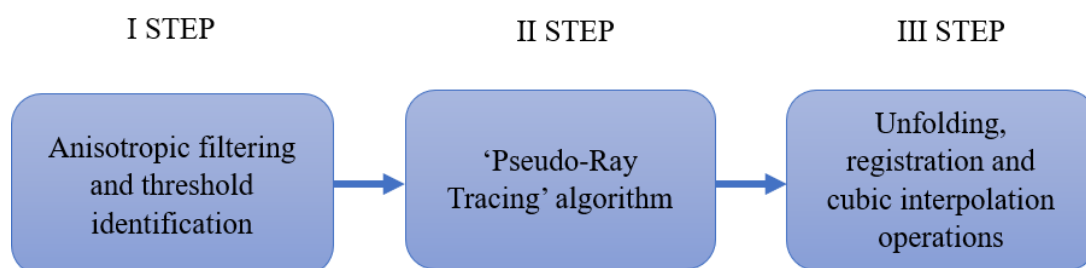 I STEP
II STEP
III STEP
Anisotropic filtering
and threshold
identification
‘Pseudo-Ray
Tracing’ algorithm
Unfolding,
registration and
cubic interpolation
operations